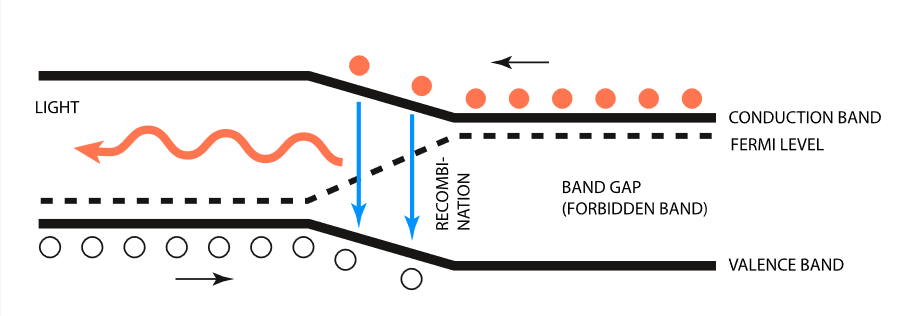 LIGHT
CONDUCTION BAND
FERMI LEVEL
RECOMBI-
NATION
BAND GAP
(FORBIDDEN BAND)
VALENCE BAND